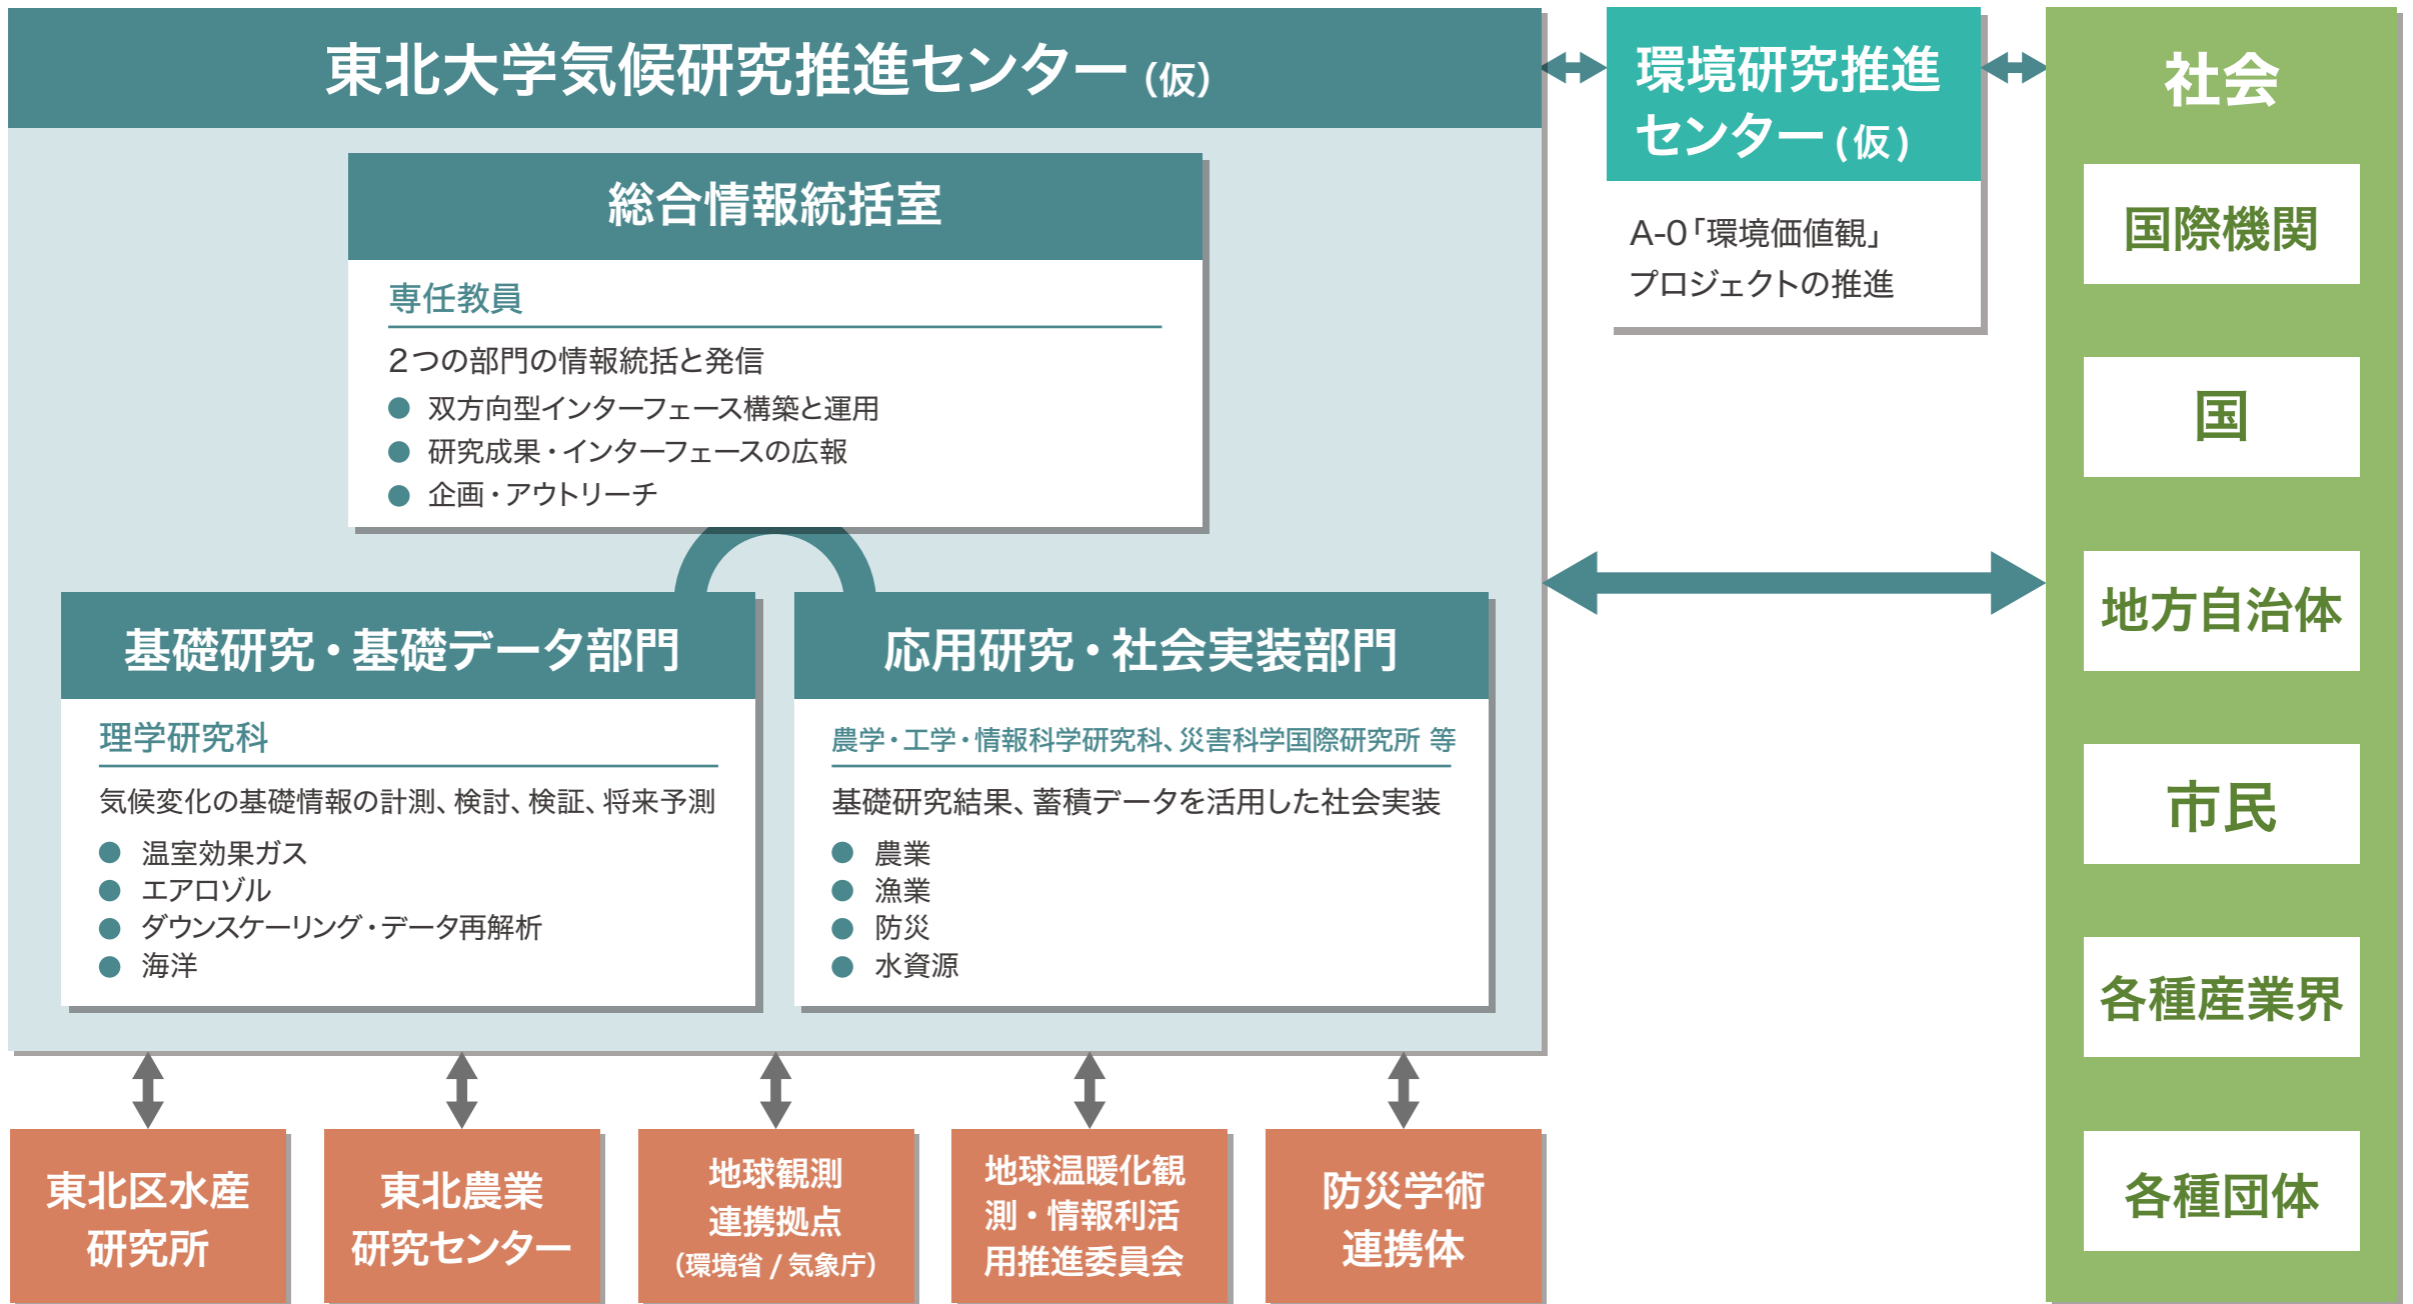 東北大学気候研究推進センター（仮）
総合情報統括室
専任教員
２つの部門の情報統括と発信
● 双方向型インターフェース構築と運用
● 研究成果・インターフェースの広報
● 企画・アウトリーチ
基礎研究・基礎データ部門
理学研究科
気候変化の基礎情報の計測、検討、検証、将来予測
● 温室効果ガス
● エアロゾル
● ダウンスケーリング・データ再解析
● 海洋
応用研究・社会実装部門
農学・工学・情報科学研究科、災害科学国際研究所 等
基礎研究結果、蓄積データを活用した社会実装
● 農業
● 漁業
● 防災
● 水資源
環境研究推進
センター(仮)
A-0「環境価値観」
プロジェクトの推進
社会
国際機関
国
地方自治体
市民
各種産業界
各種団体
東北区水産
研究所
東北農業
研究センター
地球観測
連携拠点
（環境省 / 気象庁）
地球温暖化観
測・情報利活
用推進委員会
防災学術
連携体